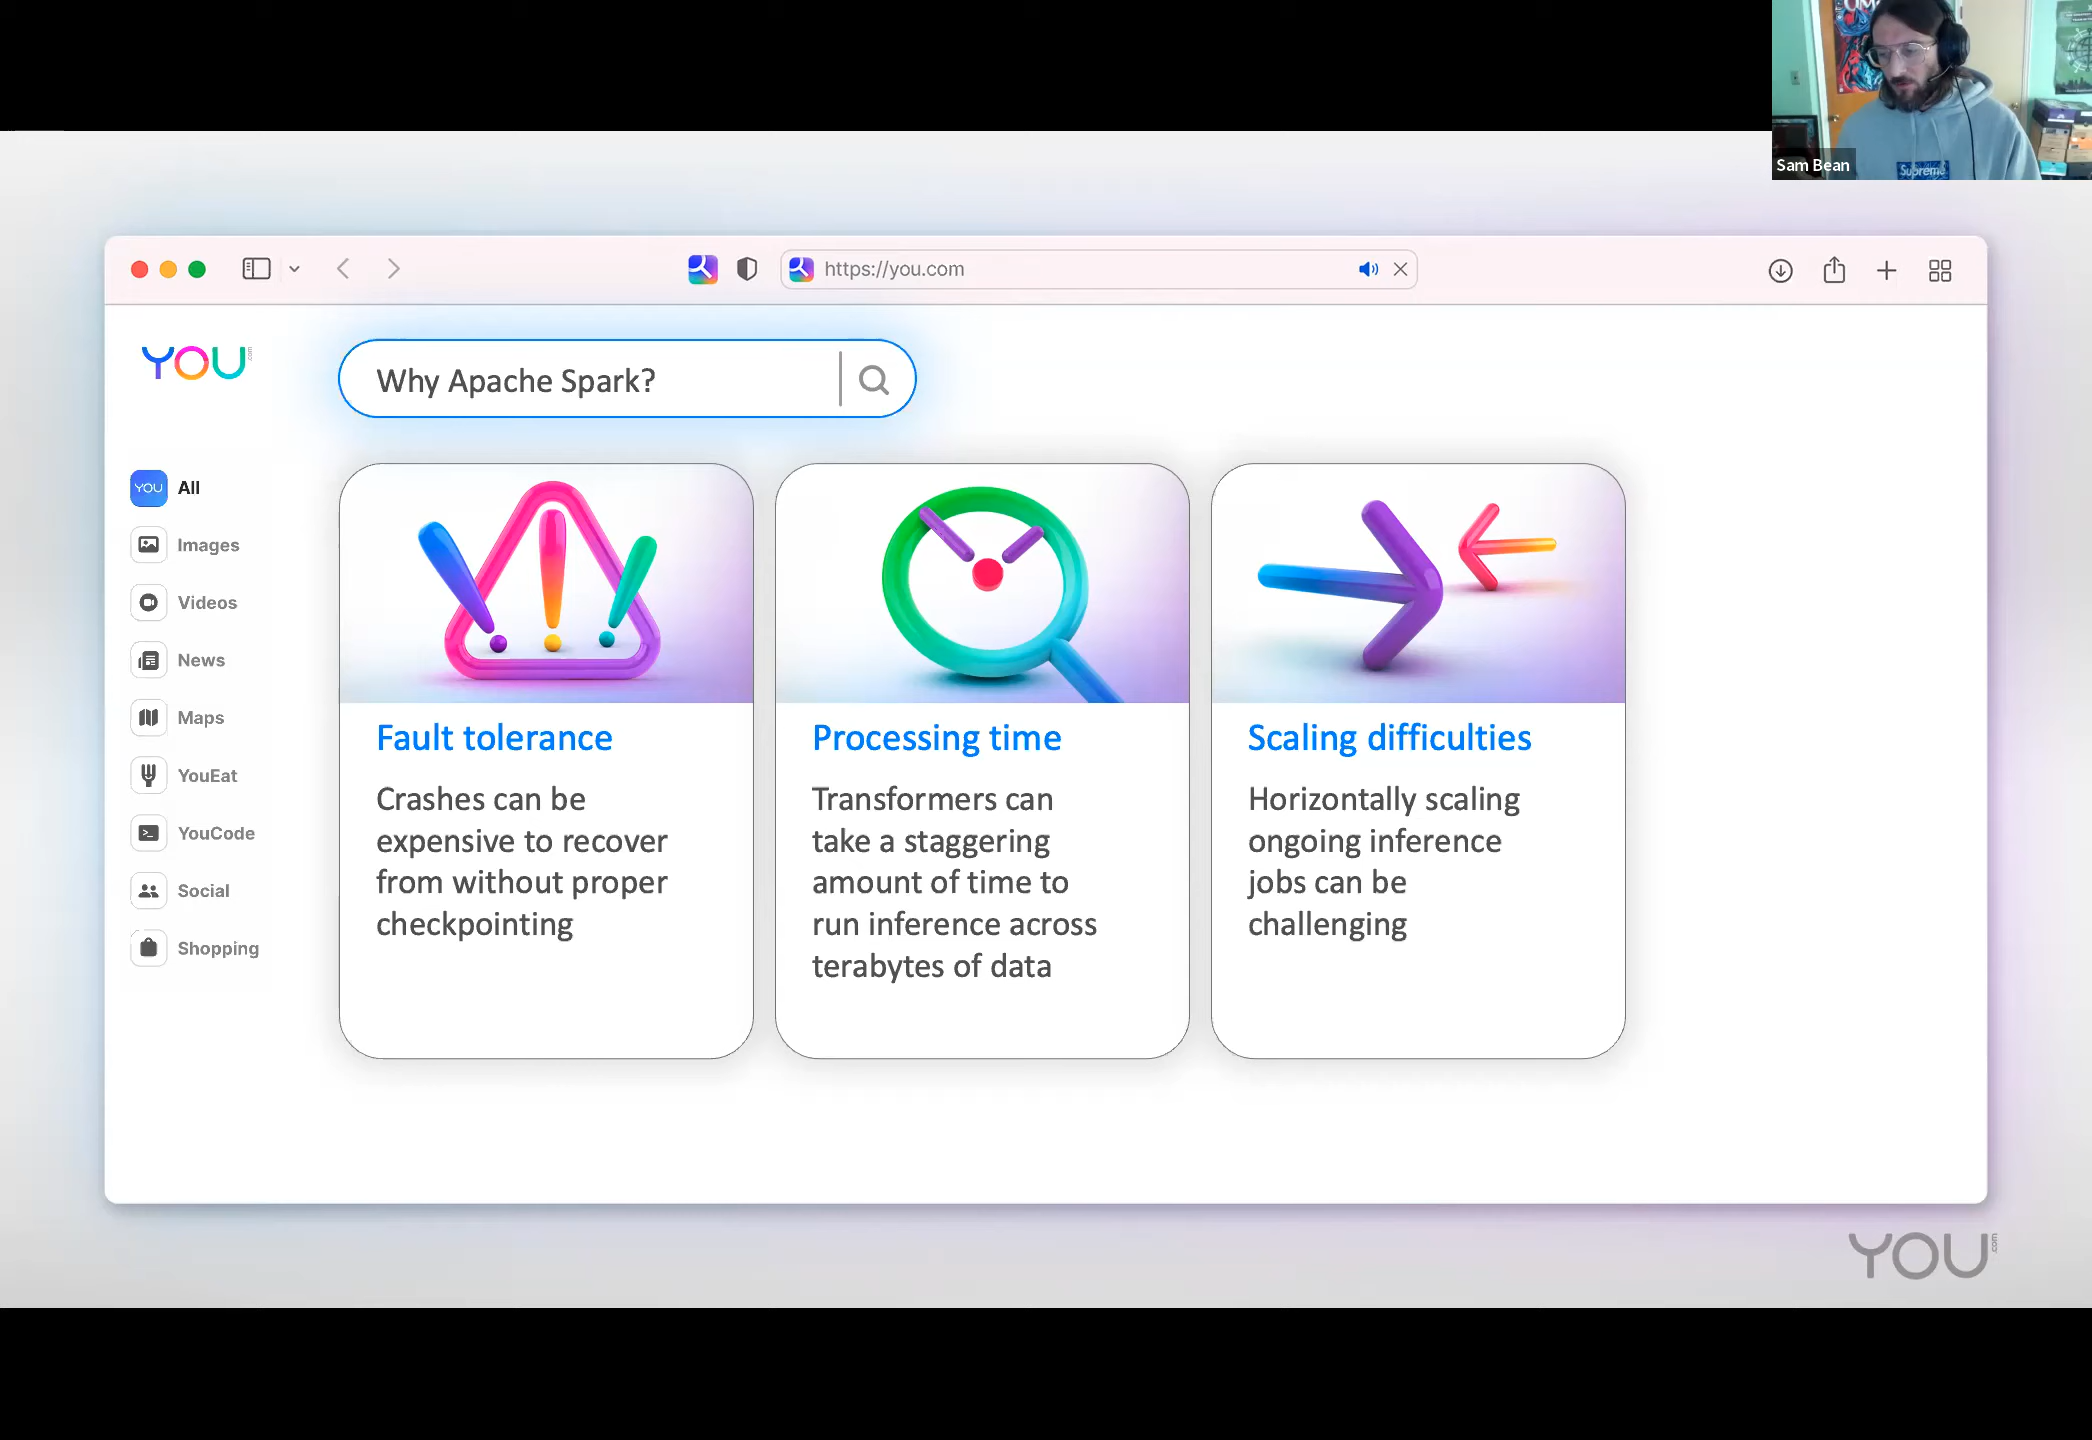 Sam Bean
Supreme
https://you.com
YOU.com
Why Apache Spark?
YOU
All
Images
Videos
News
Maps
YouEat
YouCode
Social
Shopping
Fault tolerance
Crashes can be
expensive to recover
from without proper
checkpointing
Processing time
Transformers can
take a staggering
amount of time to
run inference across
terabytes of data
Scaling difficulties
Horizontally scaling
ongoing inference
jobs can be
challenging
YOU.com